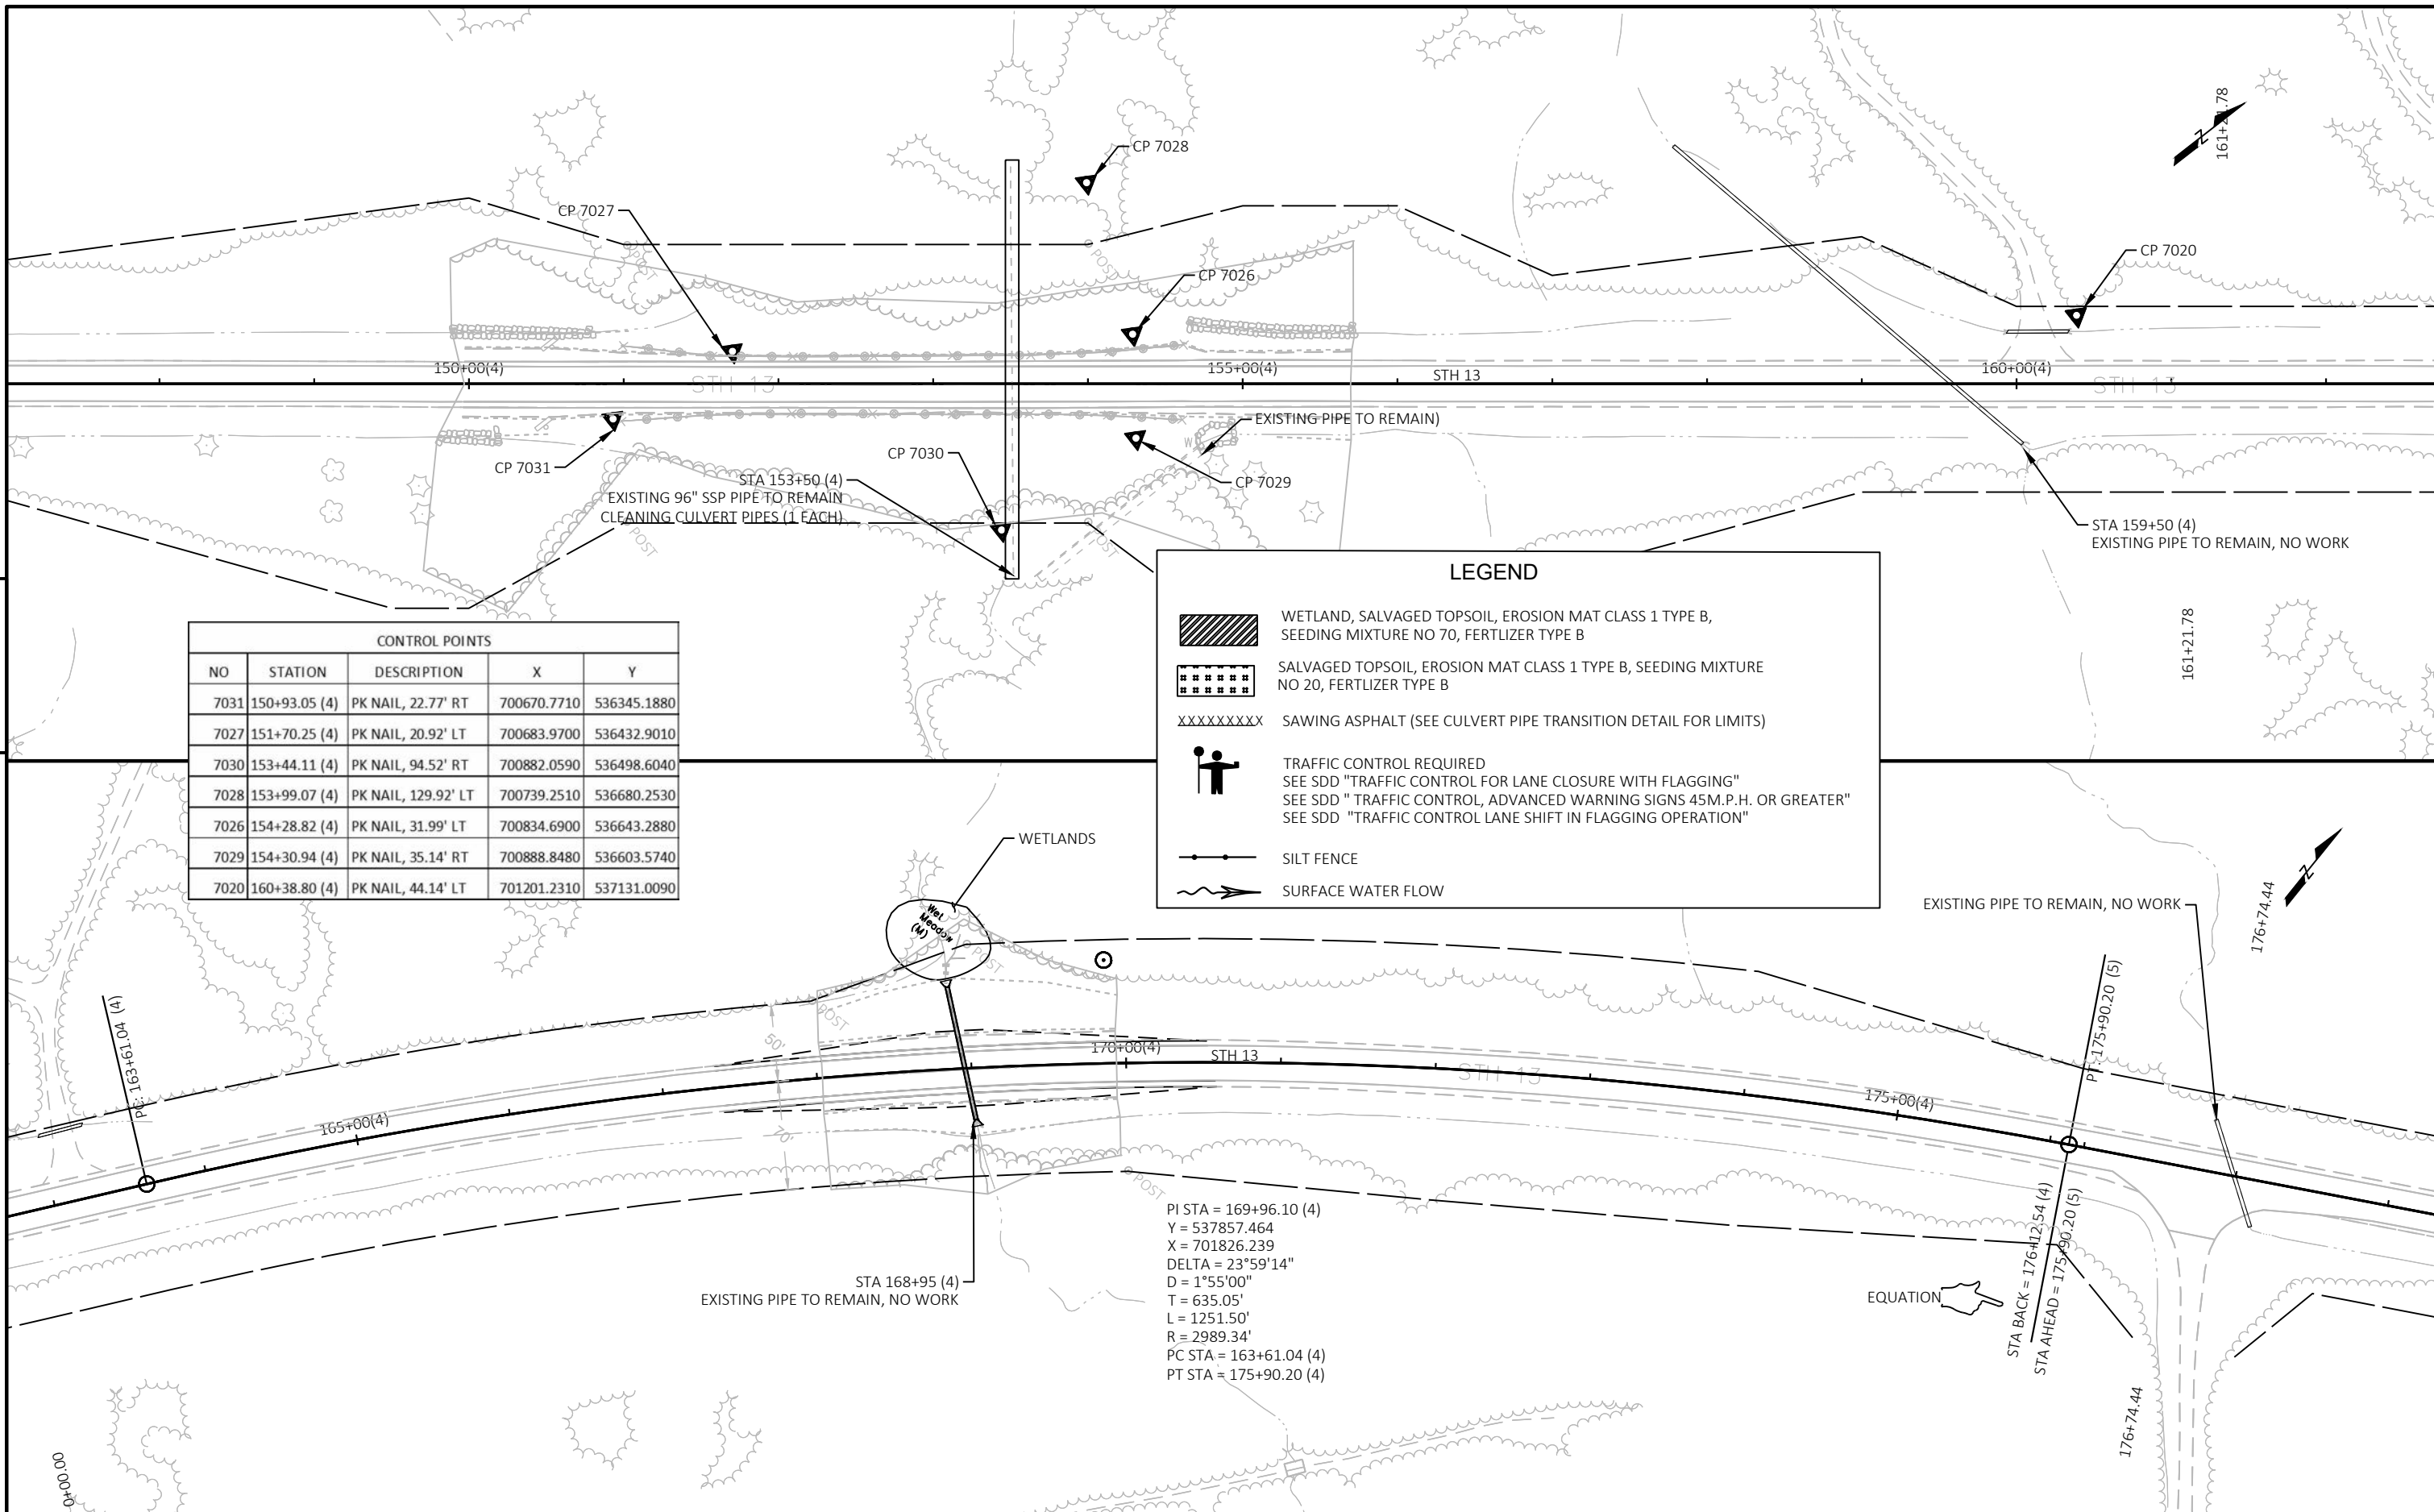 161+21.78
Z
CP 7028
CP 7027
POST
POST
CP 7026
CP 7020
150+00(4)
155+00(4)
160+00(4)
STH 13
STH 13
STH 13
EXISTING PIPE TO REMAIN)
W
CP 7031
CP 7030
CP 7029
STA 153+50 (4)
EXISTING 96" SSP PIPE TO REMAIN
CLEANING CULVERT PIPES (1 EACH)
POST
POST
STA 159+50 (4)
EXISTING PIPE TO REMAIN, NO WORK
161+21.78
CONTROL POINTS
NO STATION DESCRIPTION X Y
7031 150+93.05 (4) PK NAIL, 22.77' RT 700670.7710 536345.1880
7027 151+70.25 (4) PK NAIL, 20.92' LT 700683.9700 536432.9010
7030 153+44.11 (4) PK NAIL, 94.52' RT 700882.0590 536498.6040
7028 153+99.07 (4) PK NAIL, 129.92' LT 700739.2510 536680.2530
7026 154+28.82 (4) PK NAIL, 31.99' LT 700834.6900 536643.2880
7029 154+30.94 (4) PK NAIL, 35.14' RT 700888.8480 536603.5740
7020 160+38.80 (4) PK NAIL, 44.14' LT 701201.2310 537131.0090
LEGEND
WETLAND, SALVAGED TOPSOIL, EROSION MAT CLASS 1 TYPE B,
SEEDING MIXTURE NO 70, FERTLIZER TYPE B
SALVAGED TOPSOIL, EROSION MAT CLASS 1 TYPE B, SEEDING MIXTURE
NO 20, FERTLIZER TYPE B
XXXXXXXXX SAWING ASPHALT (SEE CULVERT PIPE TRANSITION DETAIL FOR LIMITS)
TRAFFIC CONTROL REQUIRED
SEE SDD "TRAFFIC CONTROL FOR LANE CLOSURE WITH FLAGGING"
SEE SDD " TRAFFIC CONTROL, ADVANCED WARNING SIGNS 45M.P.H. OR GREATER"
SEE SDD "TRAFFIC CONTROL LANE SHIFT IN FLAGGING OPERATION"
SILT FENCE
SURFACE WATER FLOW
WETLANDS
Wet
Meadow
(M)
POST
POST
POST
Z
176+74.44
EXISTING PIPE TO REMAIN, NO WORK
PC: 163+61.04 (4)
PT: 175+90.20 (5)
165+00(4)
170+00(4)
175+00(4)
STH 13
STH 13
50'
70'
STA 168+95 (4)
EXISTING PIPE TO REMAIN, NO WORK
PI STA = 169+96.10 (4)
Y = 537857.464
X = 701826.239
DELTA = 23°59'14"
D = 1°55'00"
T = 635.05'
L = 1251.50'
R = 2989.34'
PC STA = 163+61.04 (4)
PT STA = 175+90.20 (4)
EQUATION
STA BACK = 176+12.54 (4)
STA AHEAD = 175+90.20 (5)
176+74.44
0+00.00